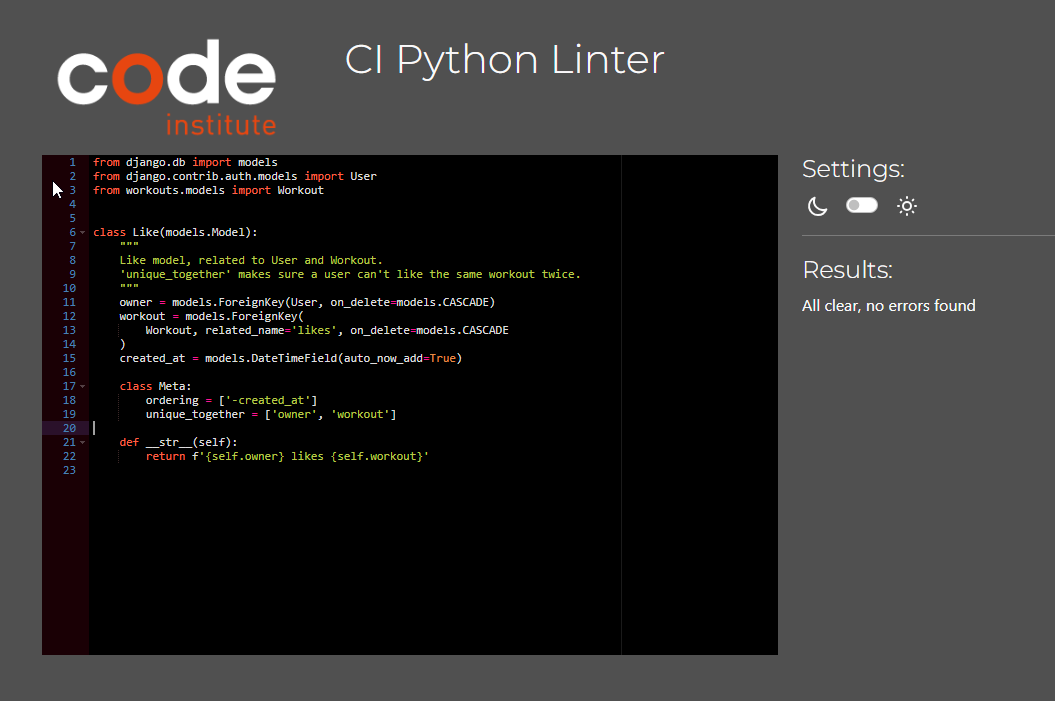 code
institute
CI Python Linter
1 from django.db import models
2 from django.contrib.auth.models import User
3 from workouts.models import Workout
4
5
6 class Like(models.Model):
7     """
8     Like model, related to User and Workout.
9     'unique_together' makes sure a user can't like the same workout twice.
10     """
11     owner = models.ForeignKey(User, on_delete=models.CASCADE)
12     workout = models.ForeignKey(
13         Workout, related_name='likes', on_delete=models.CASCADE
14     )
15     created_at = models.DateTimeField(auto_now_add=True)
16
17     class Meta:
18         ordering = ['-created_at']
19         unique_together = ['owner', 'workout']
20
21     def __str__(self):
22         return f'{self.owner} likes {self.workout}'
23
Settings:
Results:
All clear, no errors found